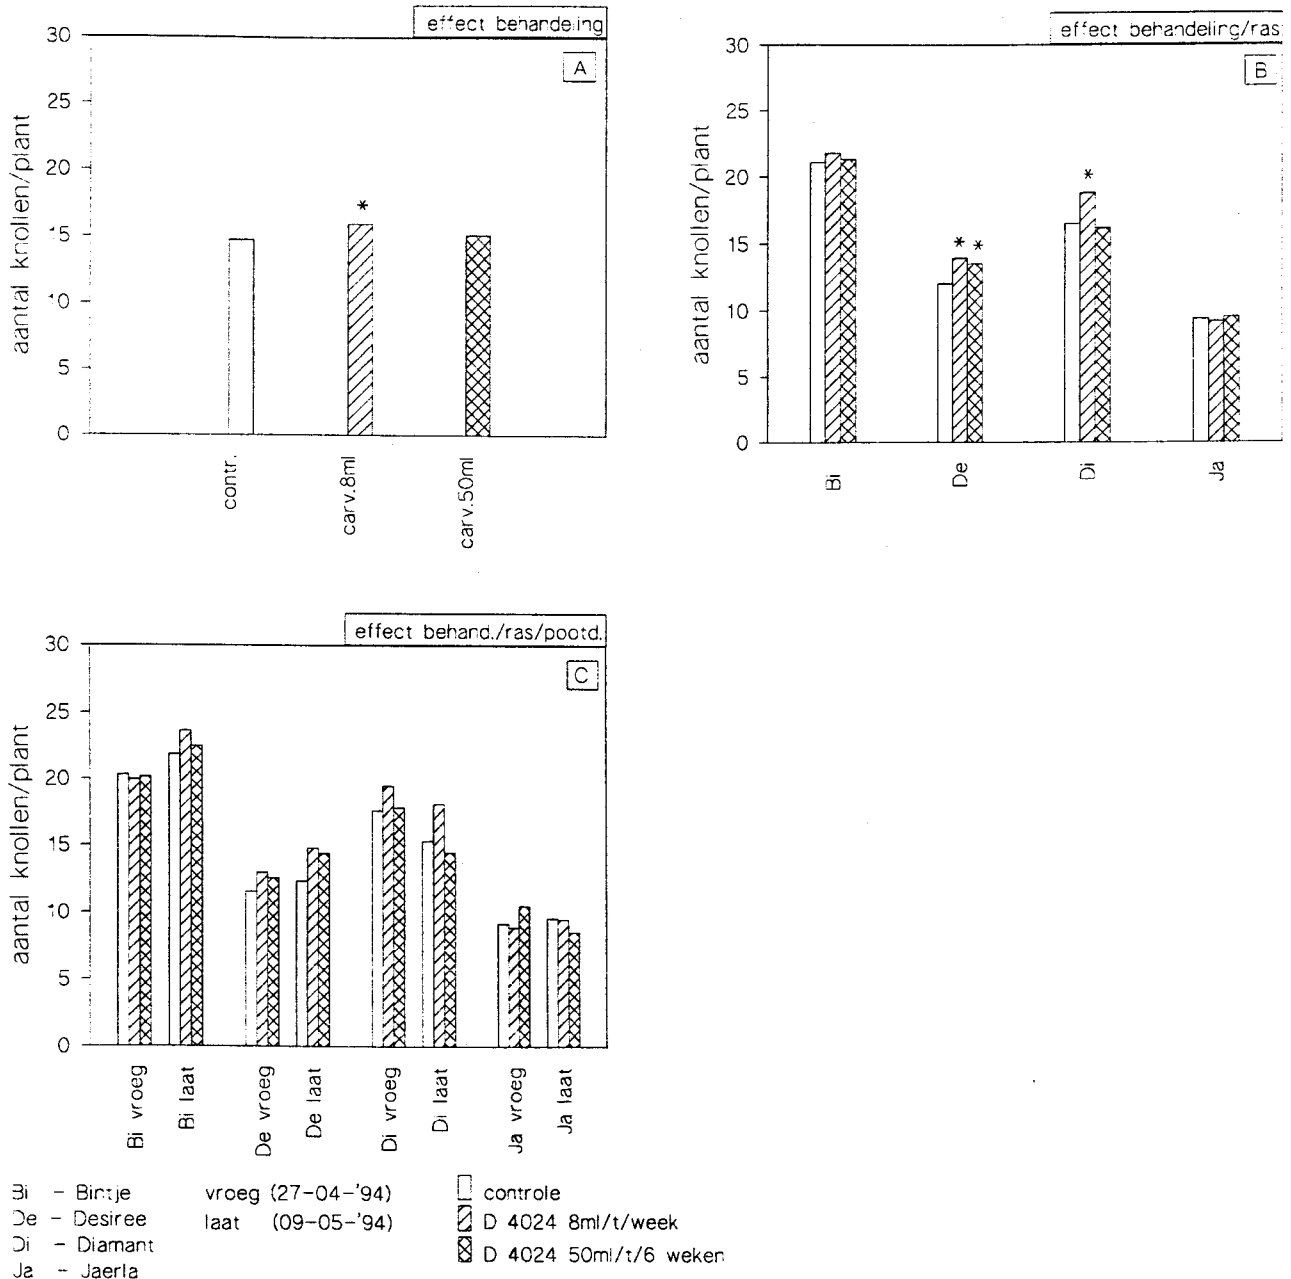 effect behandeling
A
aantal knollen/plant
30
25
20
15
10
5
0
*
contr.
carv.8ml
carv.50ml
effect behandeling/ras
B
aantal knollen/plant
30
25
20
15
10
5
0
* *
*
Bi
De
Di
Ja
effect behand./ras/pootd.
C
aantal knollen/plant
30
25
20
15
10
5
0
Bi vroeg
Bi laat
De vroeg
De laat
Di vroeg
Di laat
Ja vroeg
Ja laat
Bi - Bintje
De - Desiree
Di - Diamant
Ja - Jaerla
vroeg (27-04-'94)
laat (09-05-'94)
controle
D 4024 8ml/t/week
D 4024 50ml/t/6 weken